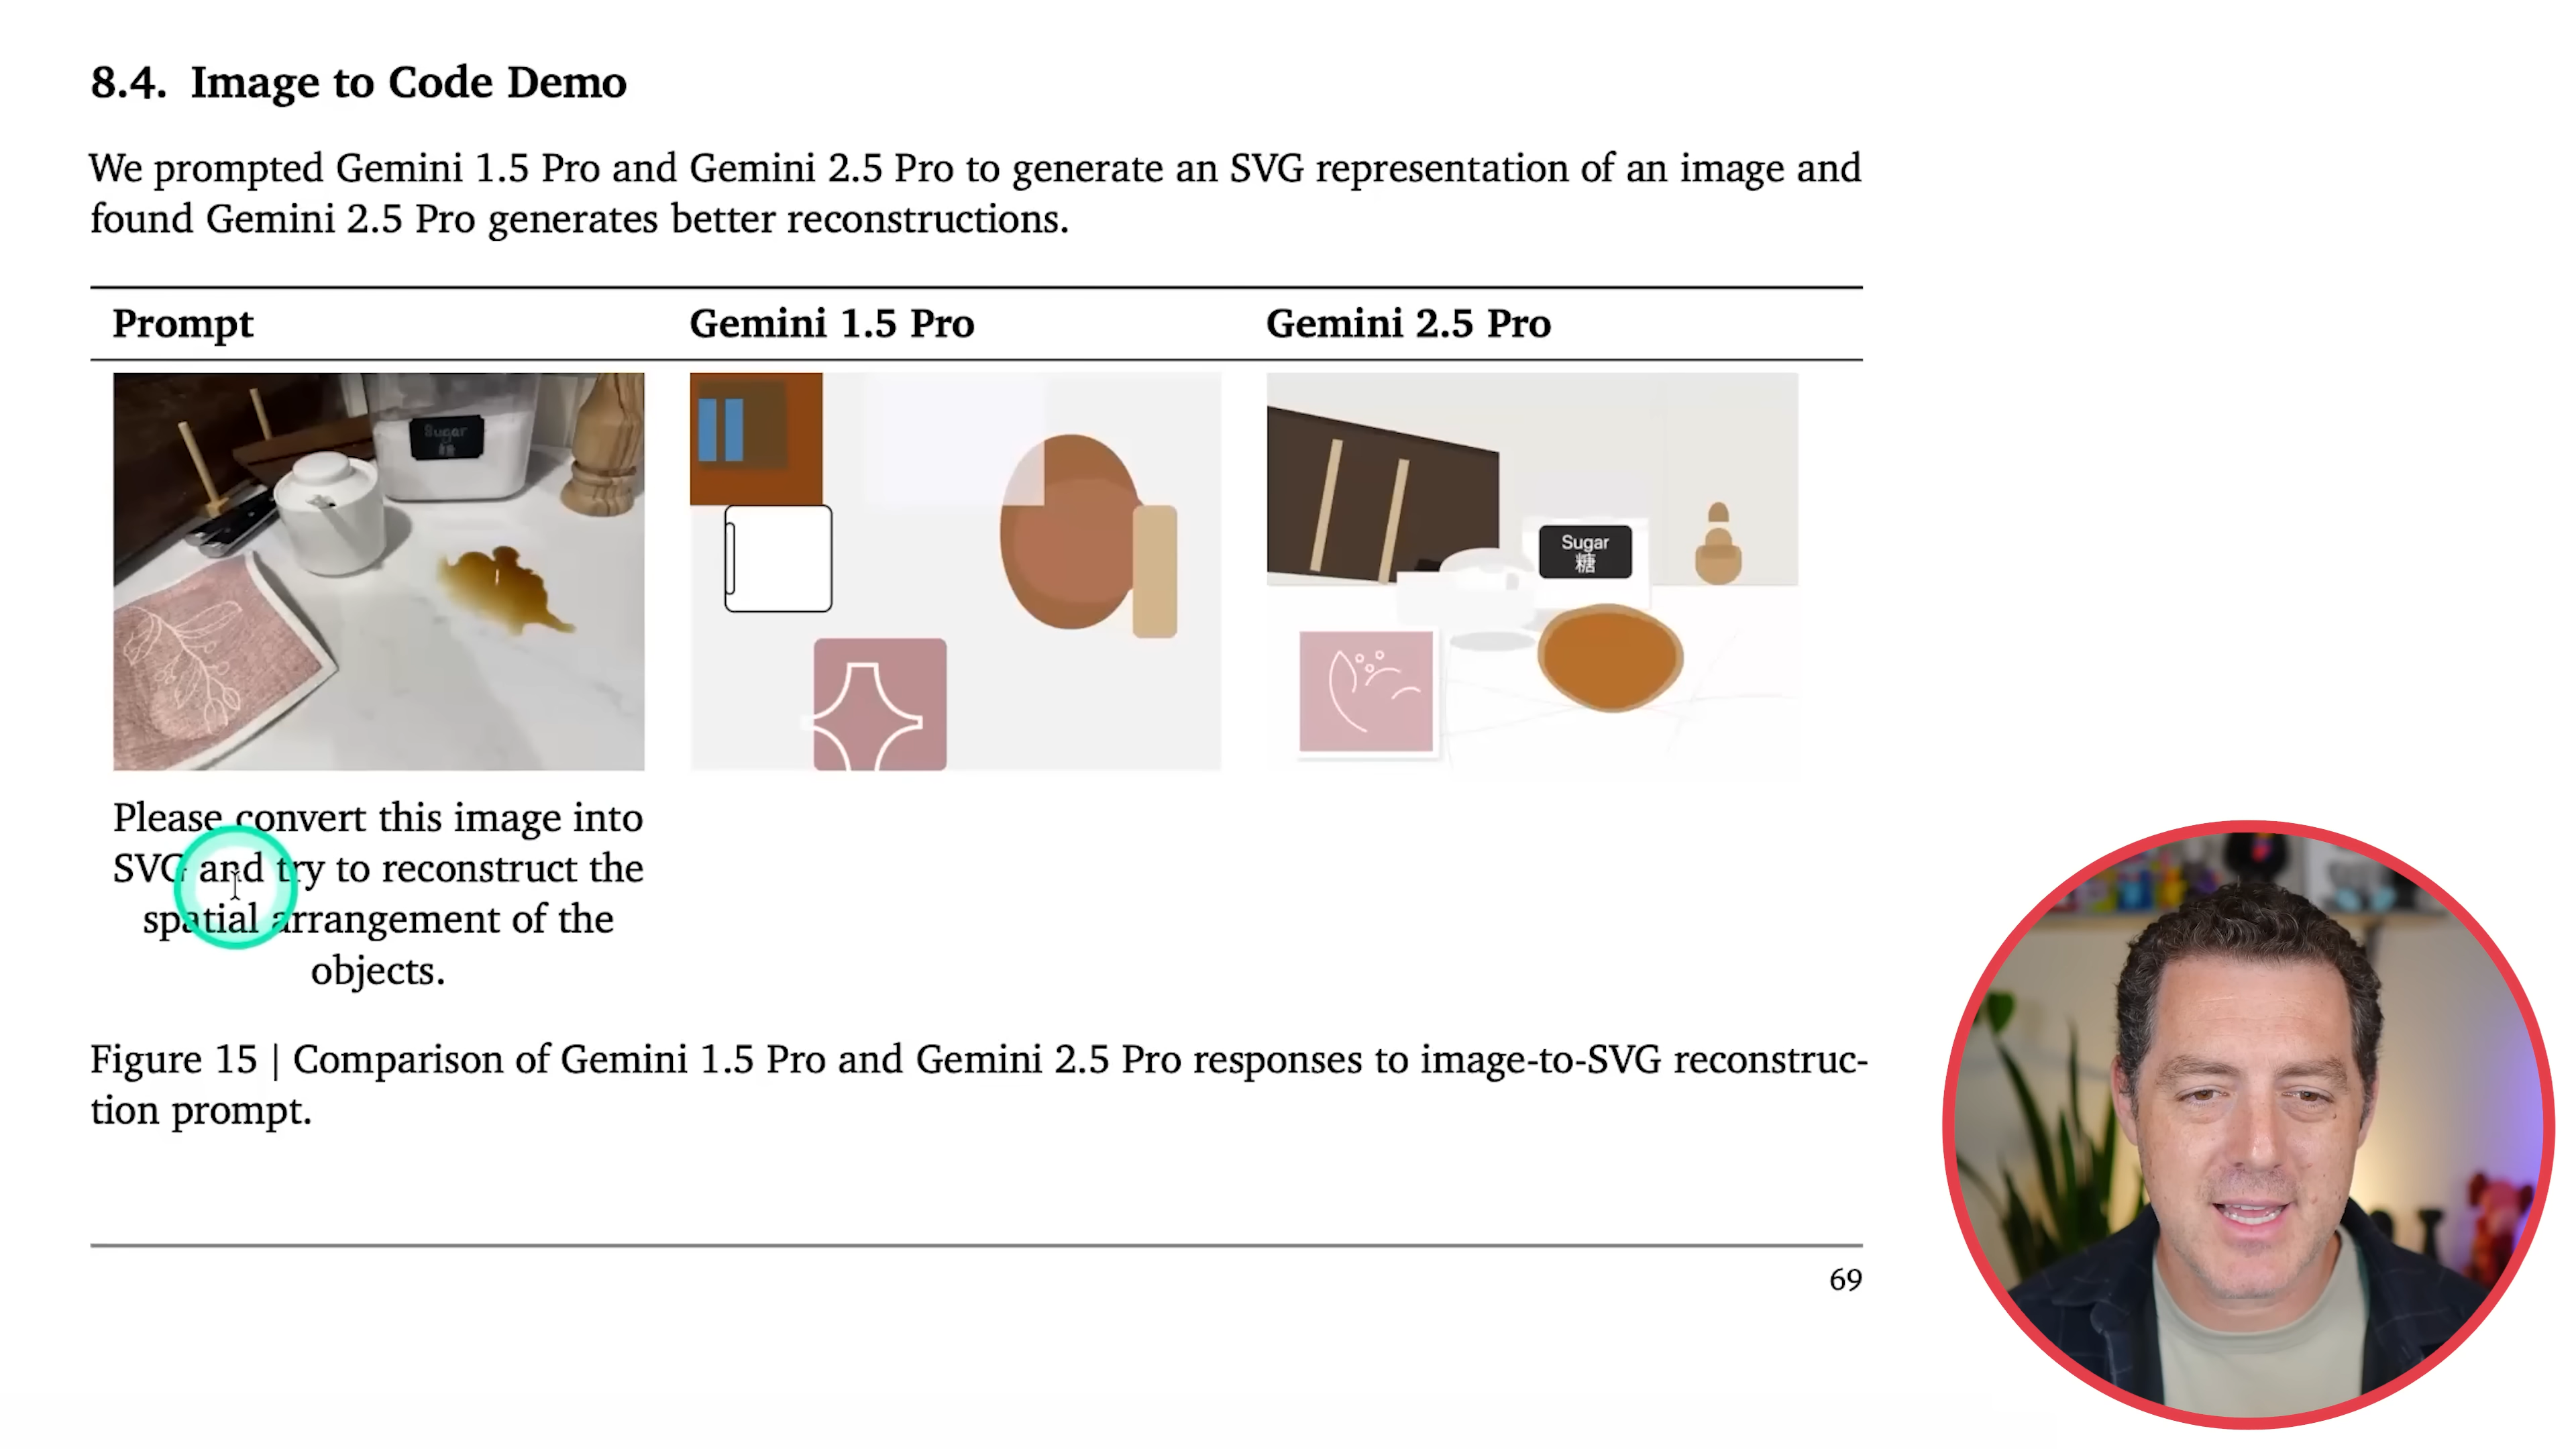 8.4. Image to Code Demo
We prompted Gemini 1.5 Pro and Gemini 2.5 Pro to generate an SVG representation of an image and
found Gemini 2.5 Pro generates better reconstructions.
Prompt
Gemini 1.5 Pro
Gemini 2.5 Pro
Sugar
糖
Sugar
糖
Please convert this image into
SVG and try to reconstruct the
spatial arrangement of the
objects.
Figure 15 | Comparison of Gemini 1.5 Pro and Gemini 2.5 Pro responses to image-to-SVG reconstruc-
tion prompt.
69